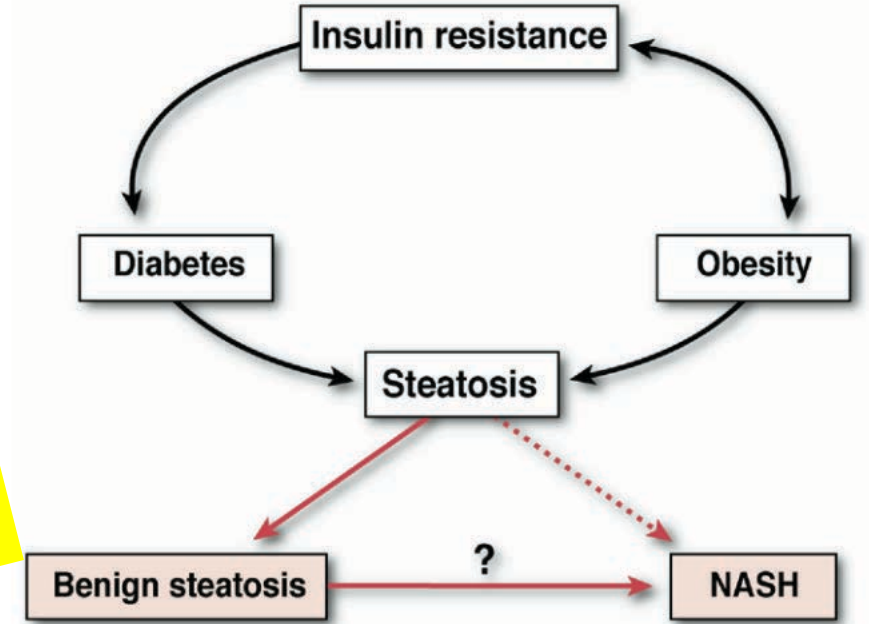 Insulin resistance
Diabetes
Obesity
Steatosis
?
Benign steatosis
NASH